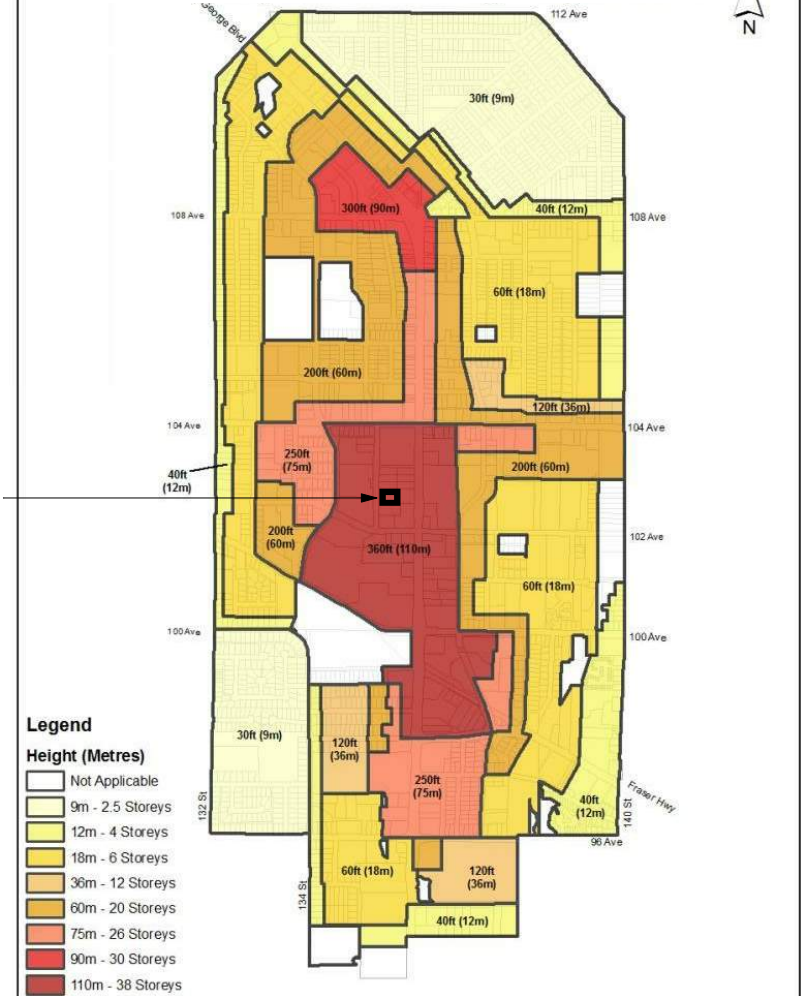 George Blvd
112 Ave
N
30ft (9m)
108 Ave
300ft (90m)
40ft (12m)
108 Ave
60ft (18m)
200ft (60m)
120ft (36m)
104 Ave
104 Ave
250ft
(75m)
200ft (60m)
40ft
(12m)
200ft
(60m)
360ft (110m)
102 Ave
60ft (18m)
100 Ave
100 Ave
30ft (9m)
120ft
(36m)
250ft
(75m)
Fraser Hwy
40ft
(12m)
132 St
140 St
96 Ave
60ft (18m)
120ft
(36m)
134 St
40ft (12m)
Legend
Height (Metres)
Not Applicable
9m - 2.5 Storeys
12m - 4 Storeys
18m - 6 Storeys
36m - 12 Storeys
60m - 20 Storeys
75m - 26 Storeys
90m - 30 Storeys
110m - 38 Storeys